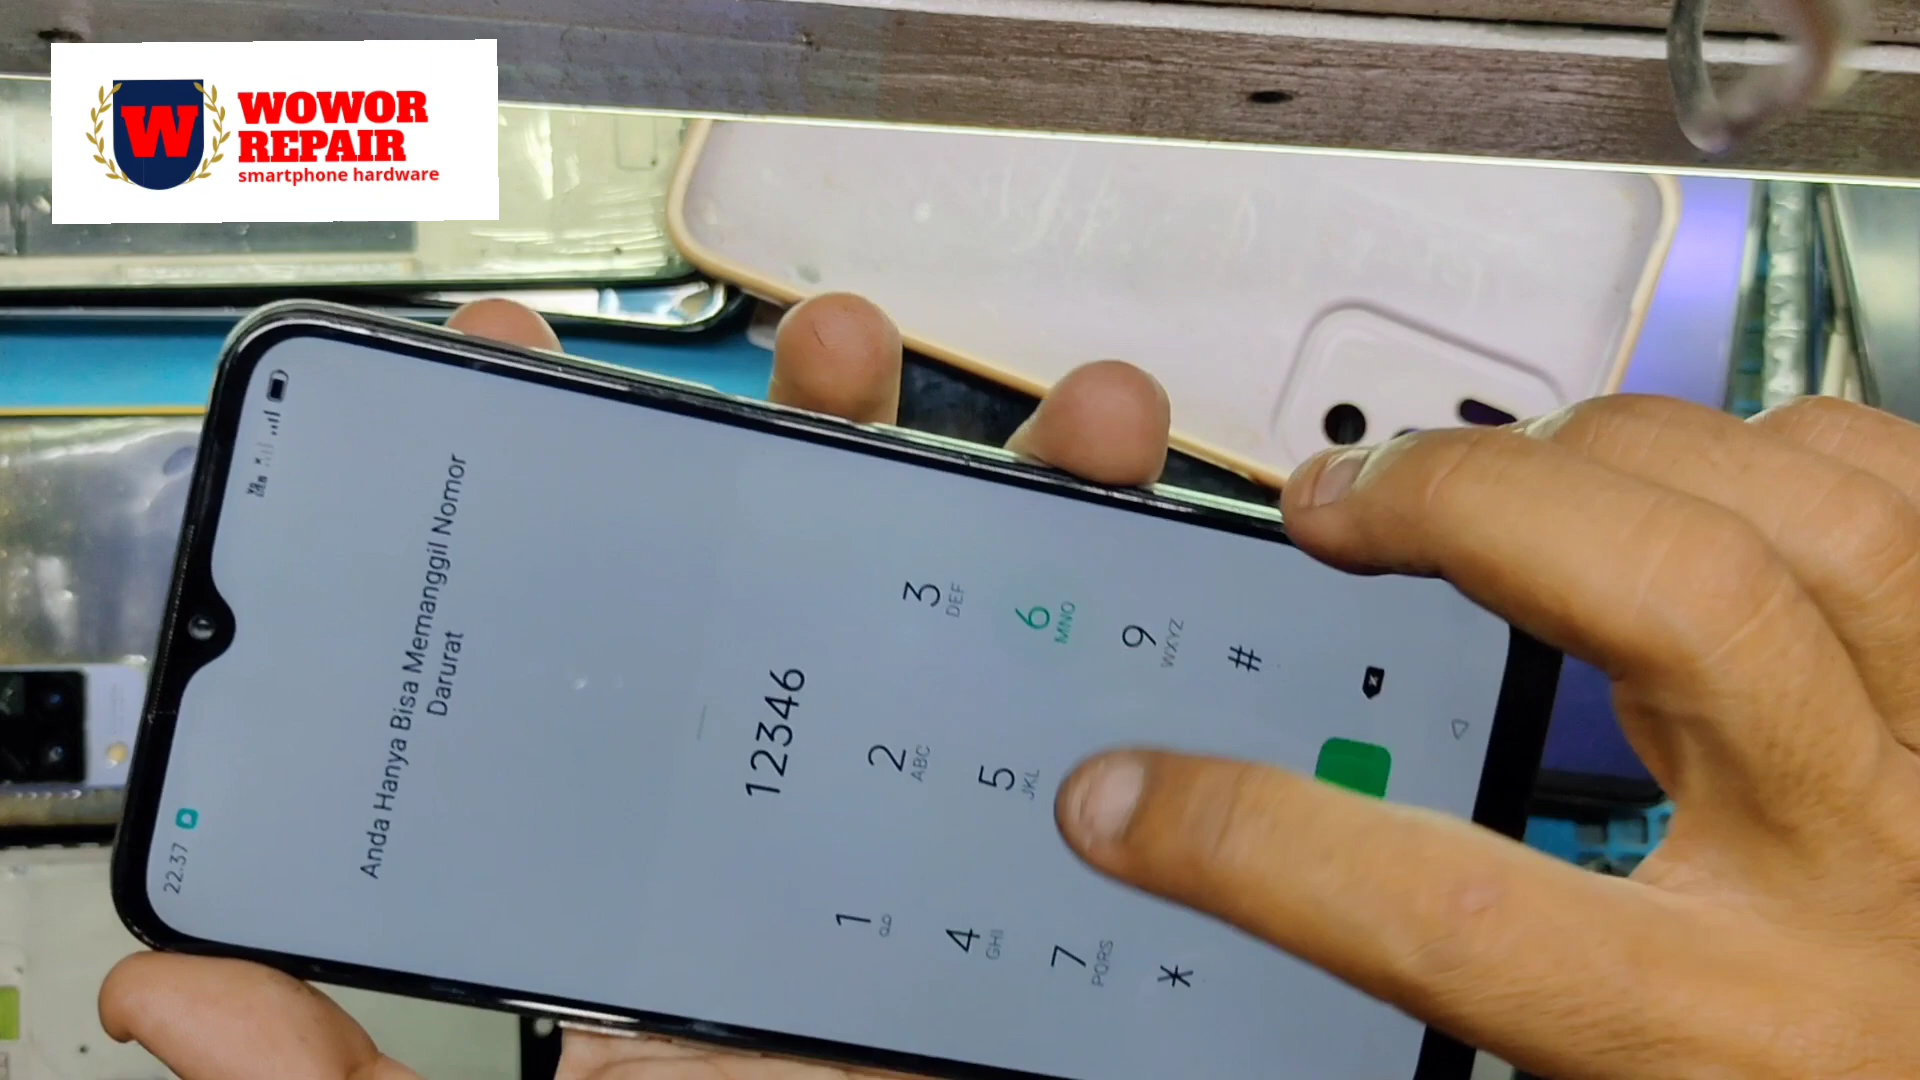 WOWOR
REPAIR
smartphone hardware
W
22.37
Anda Hanya Bisa Memanggil Nomor
Darurat
12346
1
2 ABC
3 DEF
4 GHI
5 JKL
6 MNO
7 PQRS
9 WXYZ
*
#